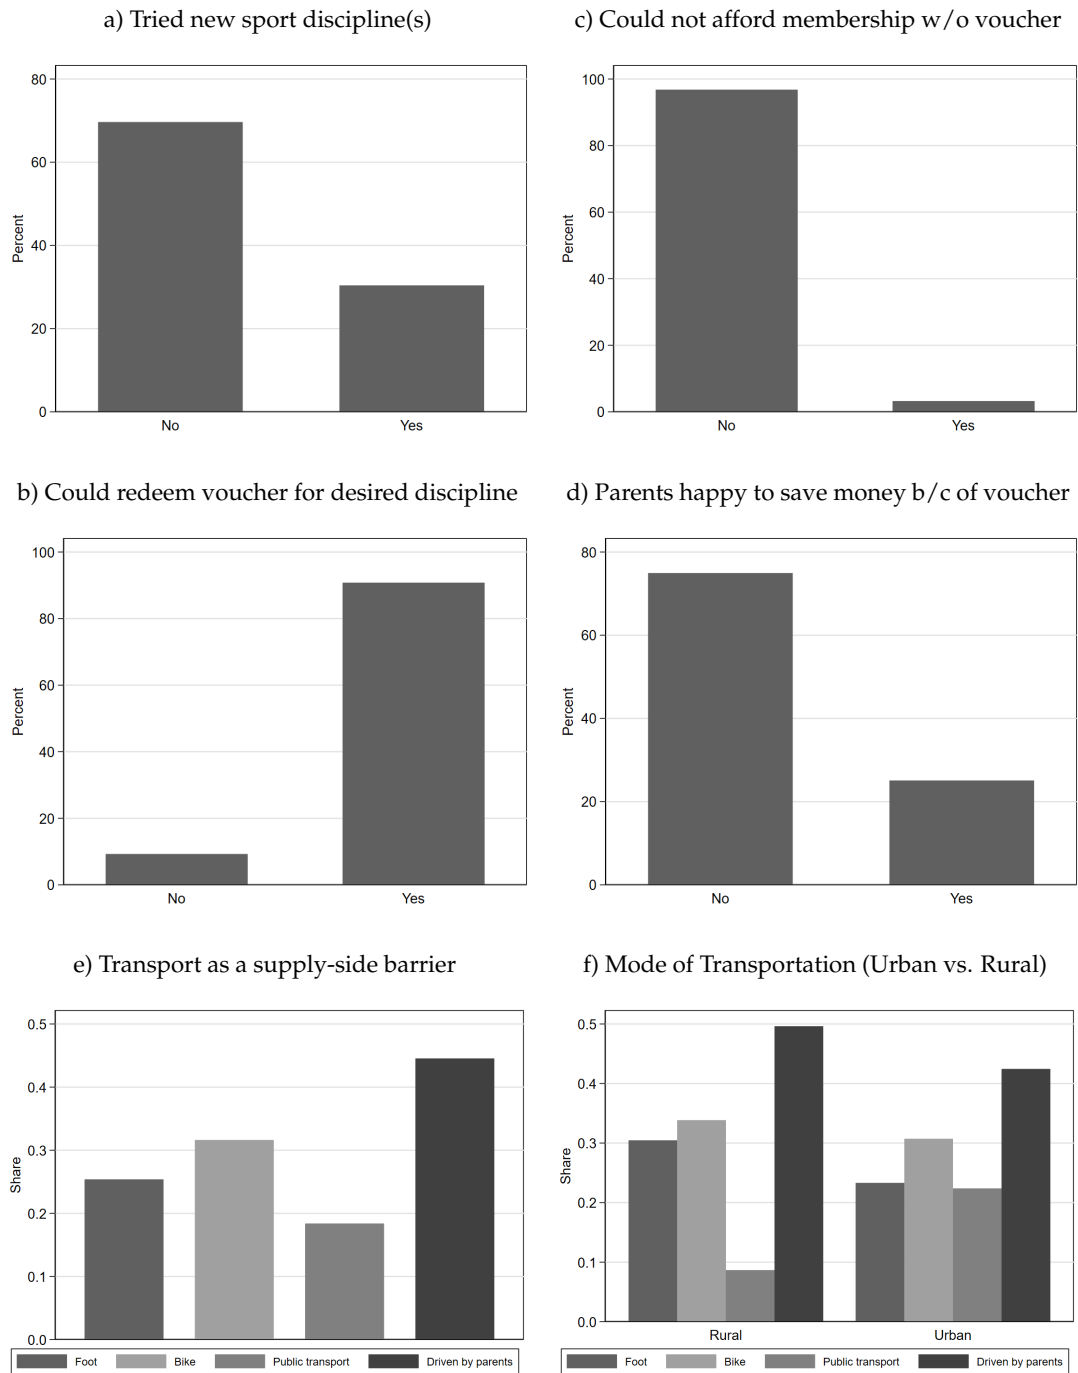 a) Tried new sport discipline(s)
80
60
40
20
0
Percent
No Yes
c) Could not afford membership w/o voucher
100
80
60
40
20
0
Percent
No Yes
b) Could redeem voucher for desired discipline
100
80
60
40
20
0
Percent
No Yes
d) Parents happy to save money b/c of voucher
80
60
40
20
0
Percent
No Yes
e) Transport as a supply-side barrier
0.5
0.4
0.3
0.2
0.1
0.0
Share
Foot Bike Public transport Driven by parents
f) Mode of Transportation (Urban vs. Rural)
0.5
0.4
0.3
0.2
0.1
0.0
Share
Rural Urban
Foot Bike Public transport Driven by parents